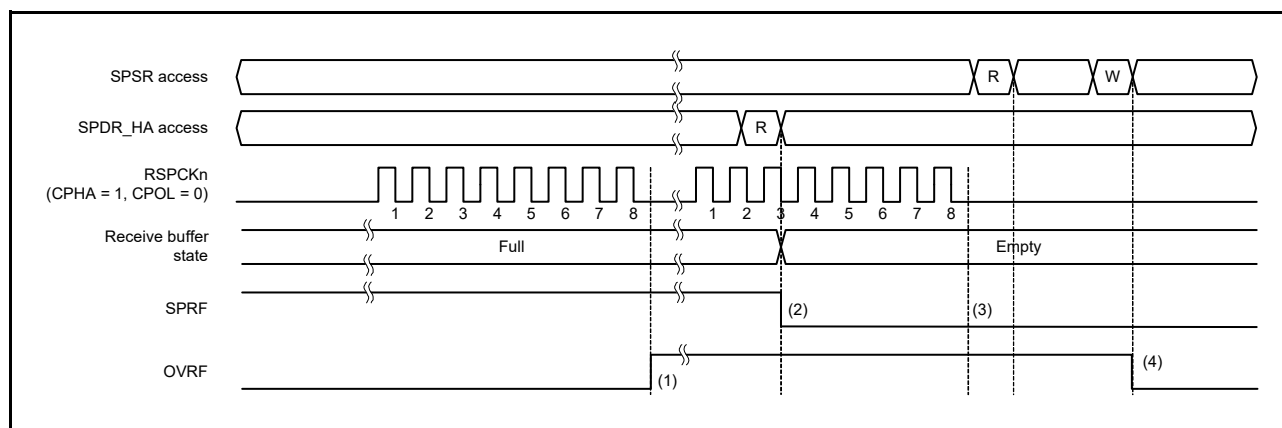 SPSR access
R
W
SPDR_HA access
R
RSPCKn
(CPHA = 1, CPOL = 0)
1 2 3 4 5 6 7 8 1 2 3 4 5 6 7 8
Receive buffer
state
Full
Empty
SPRF
(2)
(3)
OVRF
(1)
(4)